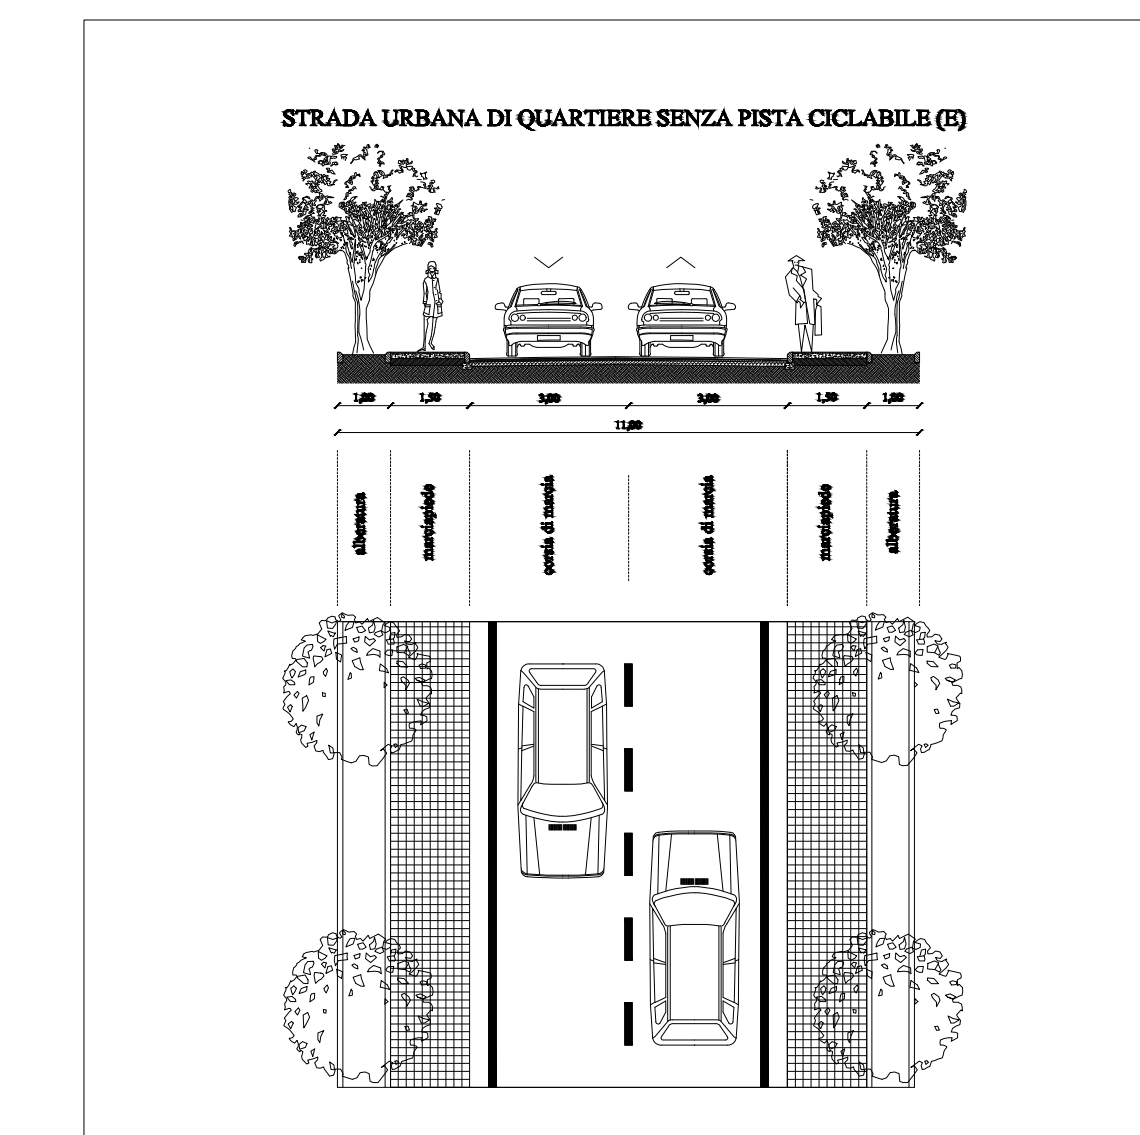 STRADA URBANA DI QUARTIERE SENZA PISTA CICLABILE (E)
1,00 1,50 3,00 3,00 1,50 1,00
11,00
alberatura
marciapiede
corsia di marcia
corsia di marcia
marciapiede
alberatura